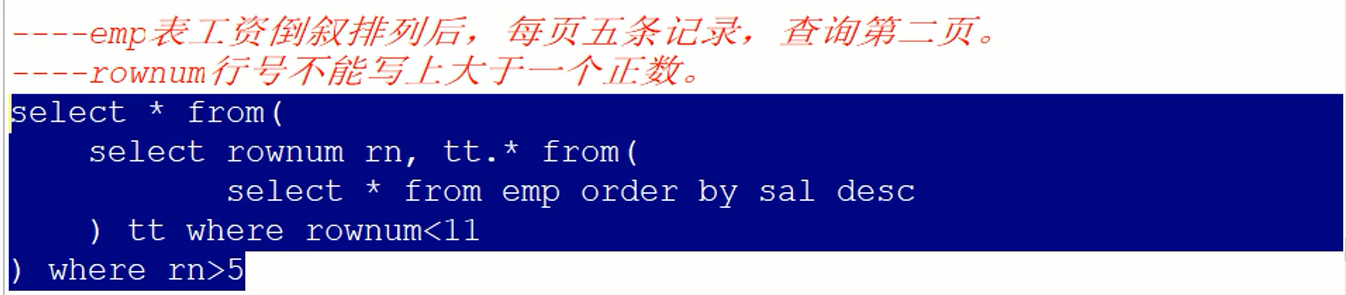 ----emp表工资倒叙排列后，每页五条记录，查询第二页。
----rownum行号不能写上大于一个正数。
select * from(
    select rownum rn, tt.* from(
           select * from emp order by sal desc
    ) tt where rownum<11
) where rn>5